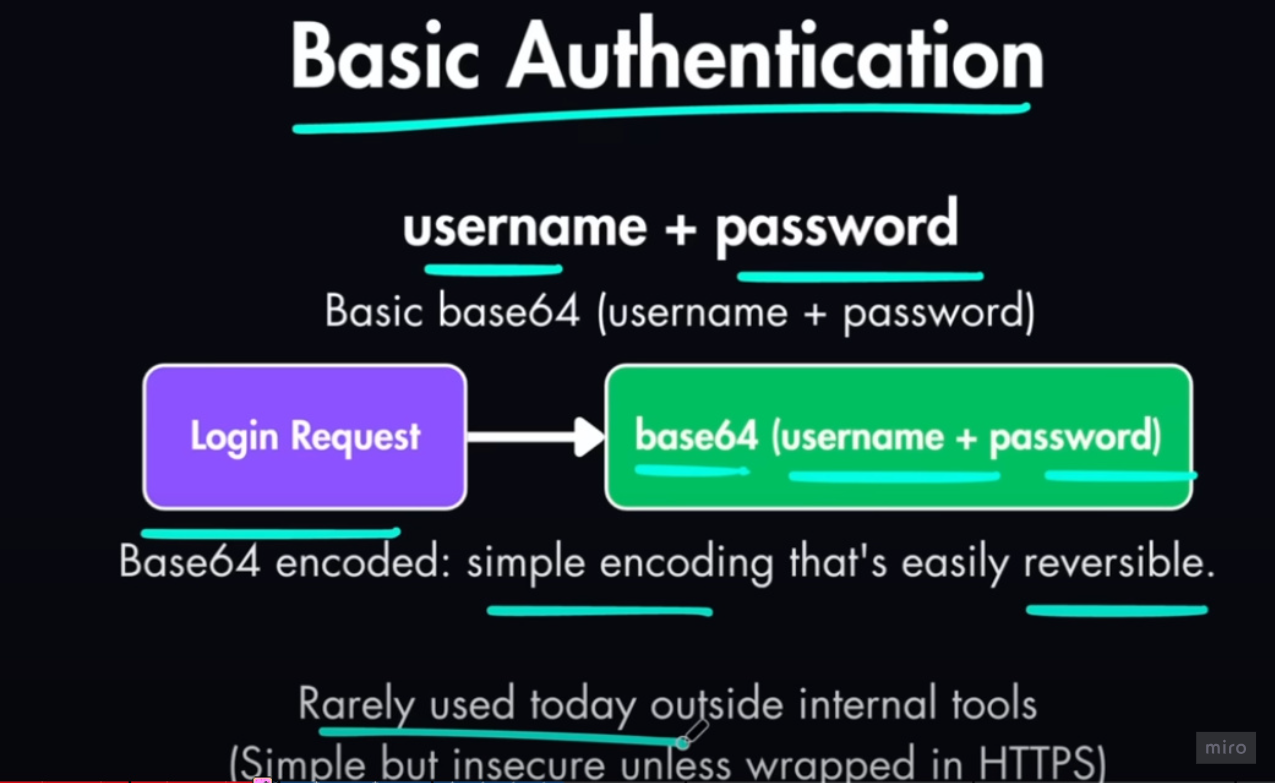 Basic Authentication
username + password
Basic base64 (username + password)
Login Request
base64 (username + password)
Base64 encoded: simple encoding that's easily reversible.
Rarely used today outside internal tools
(Simple but insecure unless wrapped in HTTPS)
miro